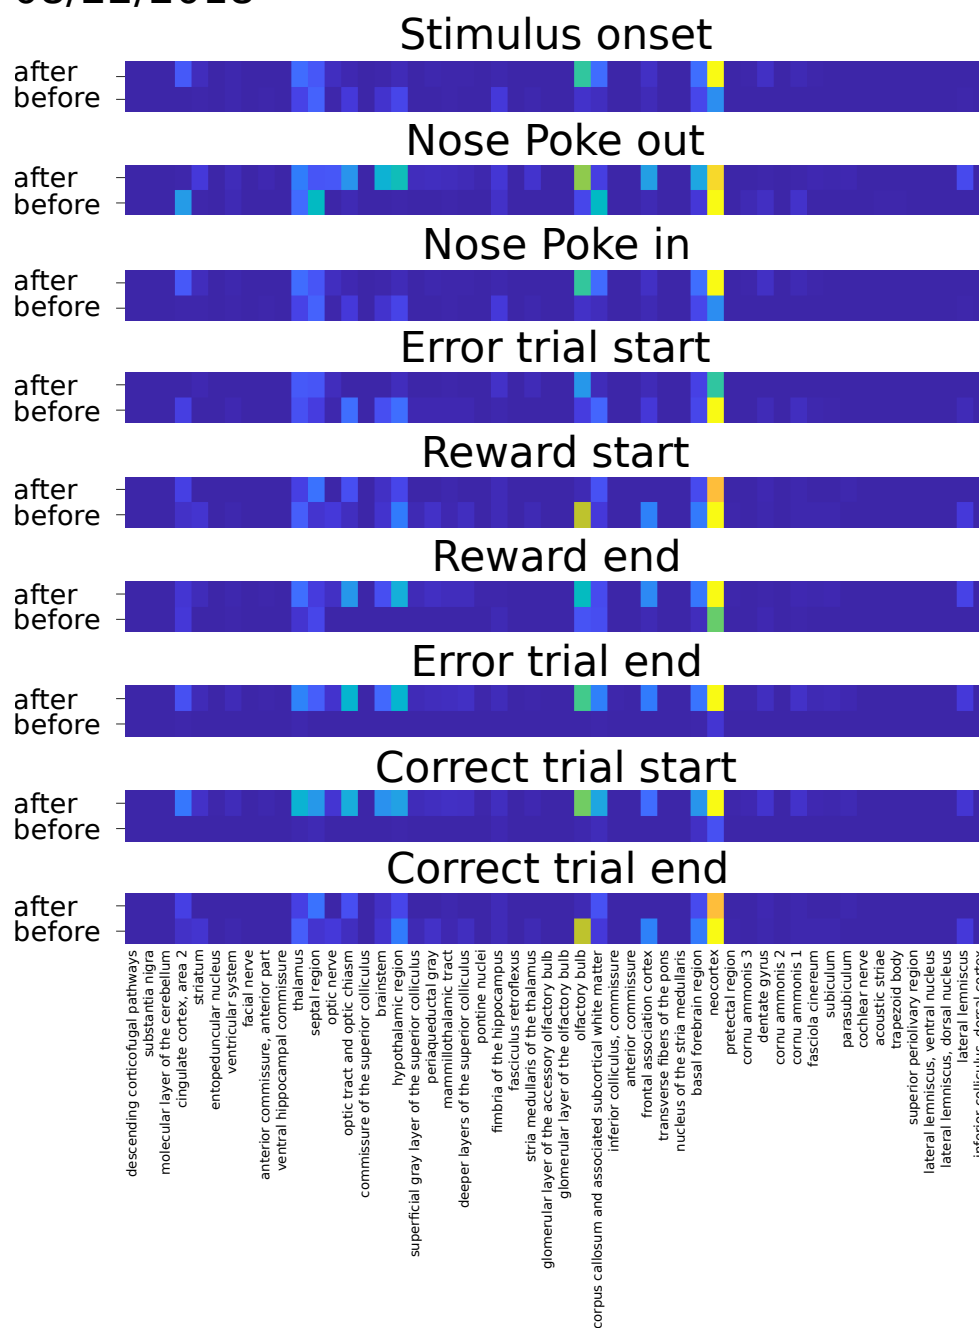 Stimulus onset
after
before
Nose Poke out
after
before
Nose Poke in
after
before
Error trial start
after
before
Reward start
after
before
Reward end
after
before
Error trial end
after
before
Correct trial start
after
before
Correct trial end
after
before
descending corticofugal pathways
substantia nigra
molecular layer of the cerebellum
cingulate cortex, area 2
striatum
entopeduncular nucleus
ventricular system
facial nerve
anterior commissure, anterior part
ventral hippocampal commissure
thalamus
septal region
optic nerve
optic tract and optic chiasm
commissure of the superior colliculus
brainstem
hypothalamic region
superficial gray layer of the superior colliculus
periaqueductal gray
mammillothalamic tract
deeper layers of the superior colliculus
pontine nuclei
fimbria of the hippocampus
fasciculus retroflexus
stria medullaris of the thalamus
glomerular layer of the accessory olfactory bulb
glomerular layer of the olfactory bulb
olfactory bulb
corpus callosum and associated subcortical white matter
inferior colliculus, commissure
anterior commissure
frontal association cortex
transverse fibers of the pons
nucleus of the stria medullaris
basal forebrain region
neocortex
pretectal region
cornu ammonis 3
dentate gyrus
cornu ammonis 2
cornu ammonis 1
fasciola cinereum
subiculum
parasubiculum
cochlear nerve
acoustic striae
trapezoid body
superior periolivary region
lateral lemniscus, ventral nucleus
lateral lemniscus, dorsal nucleus
lateral lemniscus